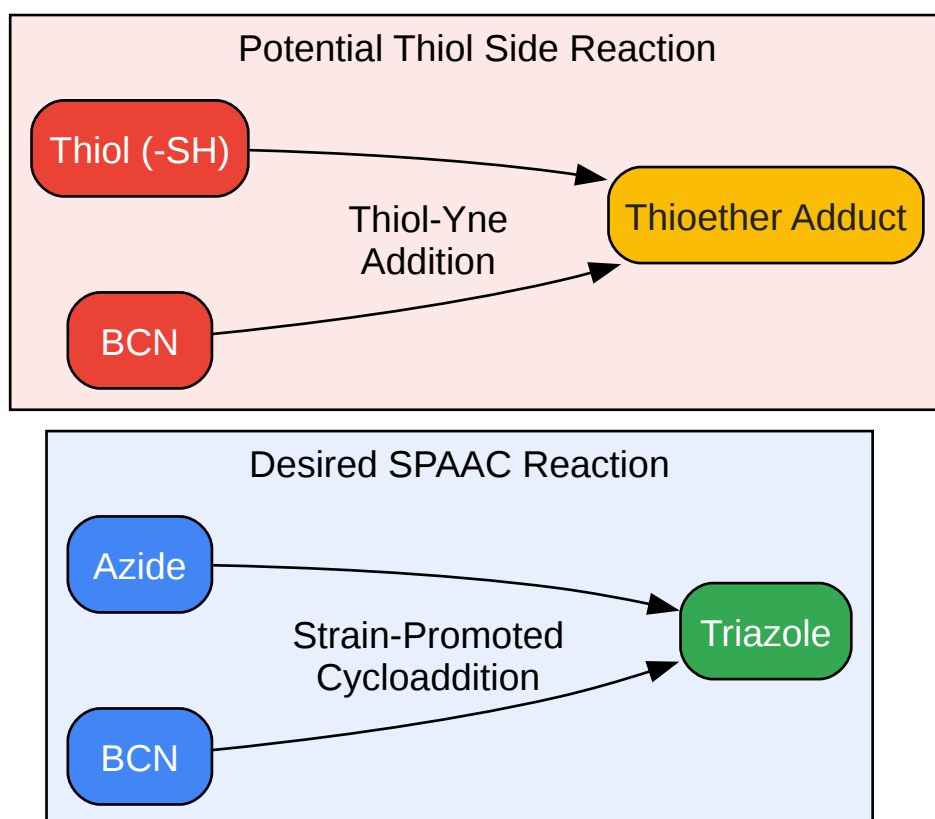 Potential Thiol Side Reaction
Thiol (-SH)
Thiol-Yne
Addition
Thioether Adduct
BCN
Desired SPAAC Reaction
Azide
Strain-Promoted
Cycloaddition
Triazole
BCN